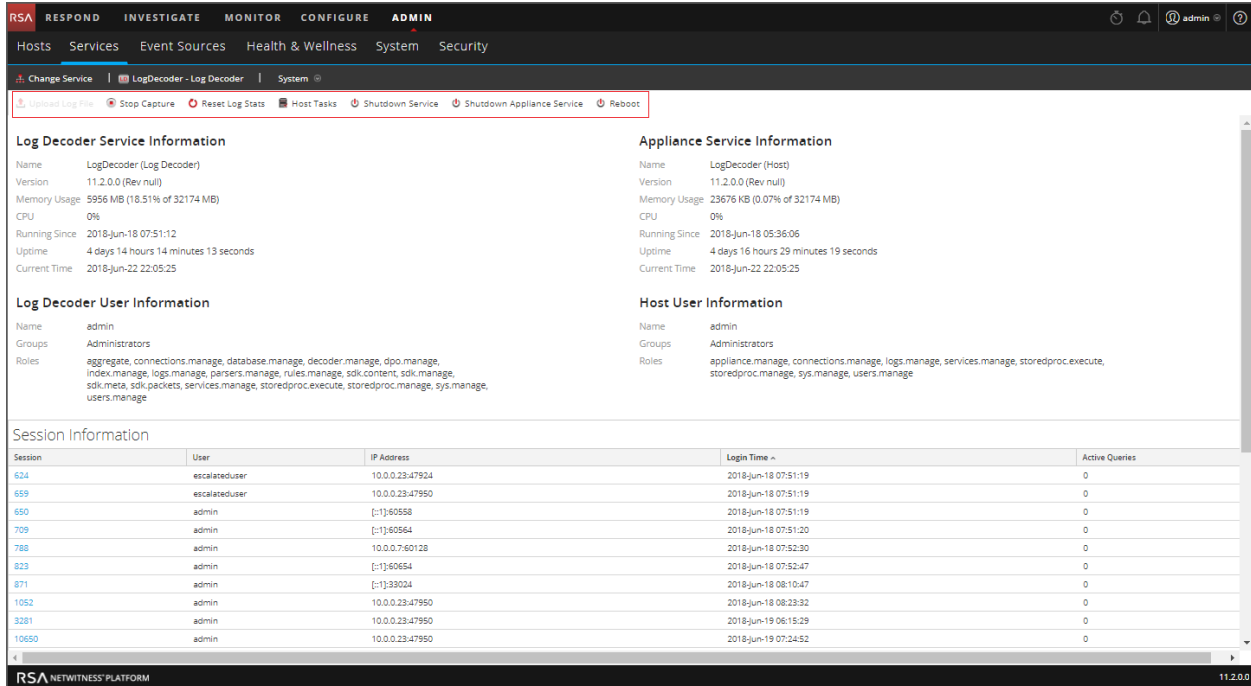 RSA RESPOND INVESTIGATE MONITOR CONFIGURE ADMIN admin
Hosts Services Event Sources Health & Wellness System Security
Change Service | LogDecoder - Log Decoder | System
Upload Log File Stop Capture Reset Log Stats Host Tasks Shutdown Service Shutdown Appliance Service Reboot
Log Decoder Service Information
Name LogDecoder (Log Decoder)
Version 11.2.0.0 (Rev null)
Memory Usage 5956 MB (18.51% of 32174 MB)
CPU 0%
Running Since 2018-Jun-18 07:51:12
Uptime 4 days 14 hours 14 minutes 13 seconds
Current Time 2018-Jun-22 22:05:25
Appliance Service Information
Name LogDecoder (Host)
Version 11.2.0.0 (Rev null)
Memory Usage 23676 KB (0.07% of 32174 MB)
CPU 0%
Running Since 2018-Jun-18 05:36:06
Uptime 4 days 16 hours 29 minutes 19 seconds
Current Time 2018-Jun-22 22:05:25
Log Decoder User Information
Name admin
Groups Administrators
Roles aggregate, connections.manage, database.manage, decoder.manage, dpo.manage,
index.manage, logs.manage, parsers.manage, rules.manage, sdk.content, sdk.manage,
sdk.meta, sdk.packets, services.manage, storedproc.execute, storedproc.manage, sys.manage,
users.manage
Host User Information
Name admin
Groups Administrators
Roles appliance.manage, connections.manage, logs.manage, services.manage, storedproc.execute,
storedproc.manage, sys.manage, users.manage
Session Information
Session User IP Address Login Time Active Queries
624 escalateduser 10.0.0.23:47924 2018-Jun-18 07:51:19 0
659 escalateduser 10.0.0.23:47950 2018-Jun-18 07:51:19 0
650 admin [::1]:60558 2018-Jun-18 07:51:19 0
709 admin [::1]:60564 2018-Jun-18 07:51:20 0
788 admin 10.0.0.7:60128 2018-Jun-18 07:52:30 0
823 admin [::1]:60654 2018-Jun-18 07:52:47 0
871 admin [::1]:33024 2018-Jun-18 08:10:47 0
1052 admin 10.0.0.23:47950 2018-Jun-18 08:23:32 0
3281 admin 10.0.0.23:47950 2018-Jun-19 06:15:29 0
10650 admin 10.0.0.23:47950 2018-Jun-19 07:24:52 0
RSA NETWITNESS® PLATFORM 11.2.0.0